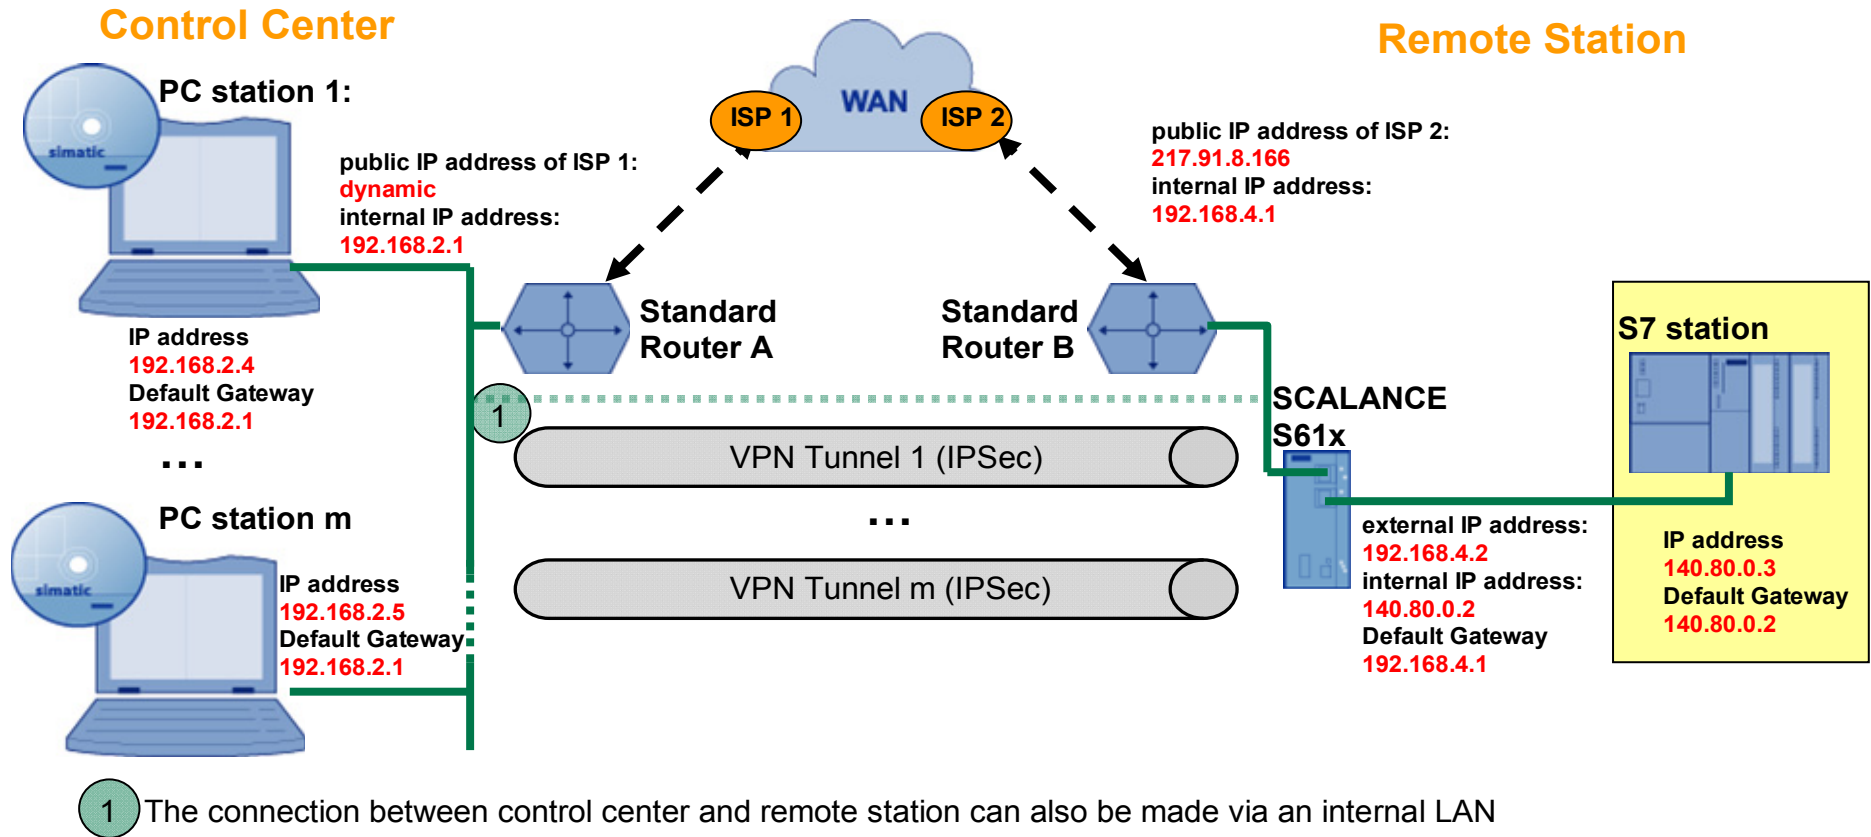 Control Center
Remote Station
PC station 1:
simatic
public IP address of ISP 1:
dynamic
internal IP address:
192.168.2.1
WAN
ISP 1
ISP 2
public IP address of ISP 2:
217.91.8.166
internal IP address:
192.168.4.1
IP address
192.168.2.4
Default Gateway
192.168.2.1
...
Standard
Router A
Standard
Router B
S7 station
1
SCALANCE
S61x
VPN Tunnel 1 (IPSec)
...
VPN Tunnel m (IPSec)
PC station m
simatic
IP address
192.168.2.5
Default Gateway
192.168.2.1
external IP address:
192.168.4.2
internal IP address:
140.80.0.2
Default Gateway
192.168.4.1
IP address
140.80.0.3
Default Gateway
140.80.0.2
1 The connection between control center and remote station can also be made via an internal LAN